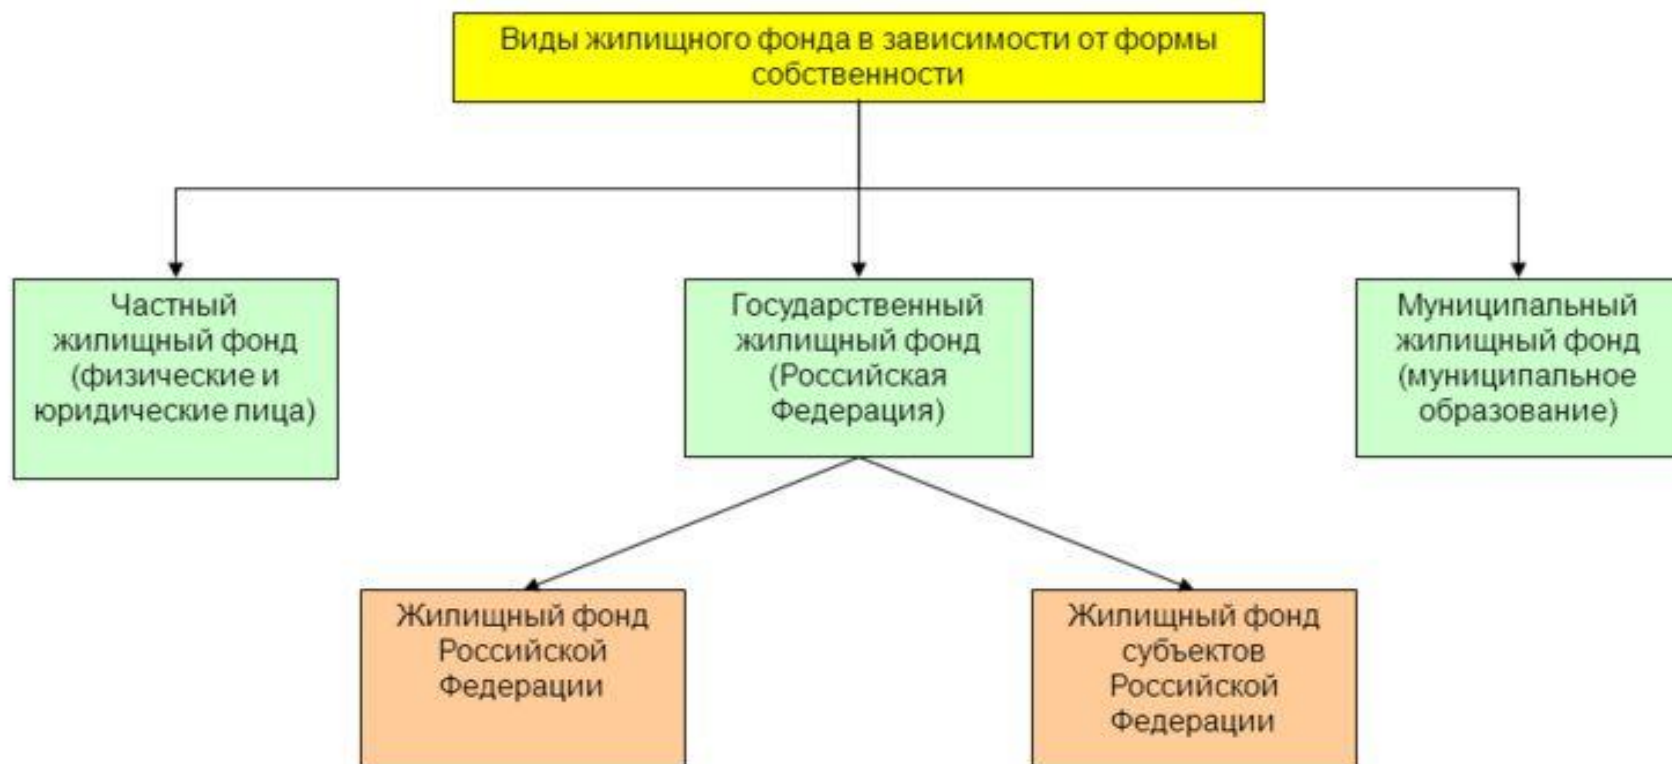 Виды жилищного фонда в зависимости от формы
собственности
Частный
жилищный фонд
(физические и
юридические лица)
Государственный
жилищный фонд
(Российская
Федерация)
Муниципальный
жилищный фонд
(муниципальное
образование)
Жилищный фонд
Российской
Федерации
Жилищный фонд
субъектов
Российской
Федерации